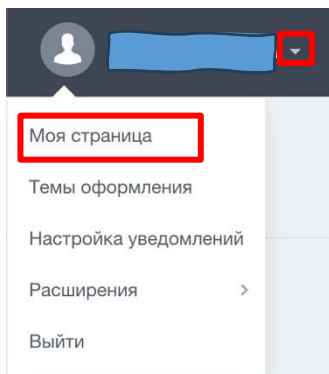 Моя страница
Темы оформления
Настройка уведомлений
Расширения
Выйти